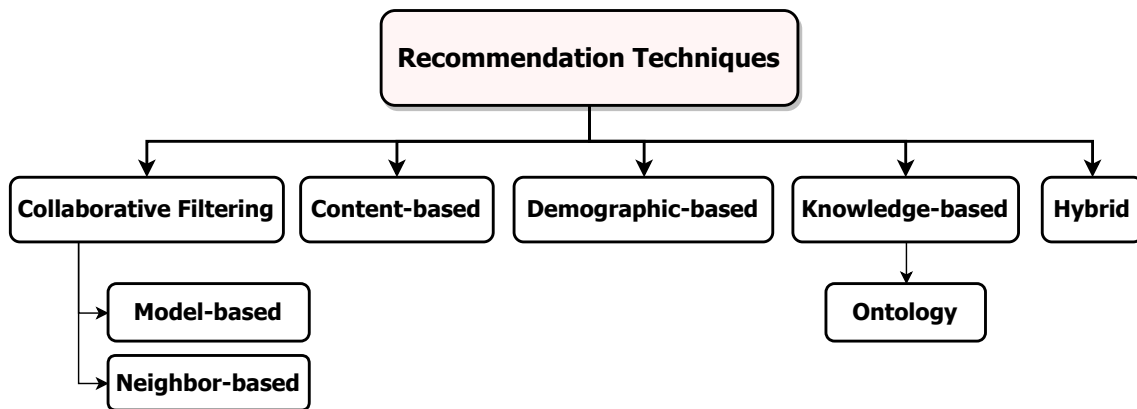 Recommendation Techniques
Collaborative Filtering
Content-based
Demographic-based
Knowledge-based
Hybrid
Model-based
Ontology
Neighbor-based